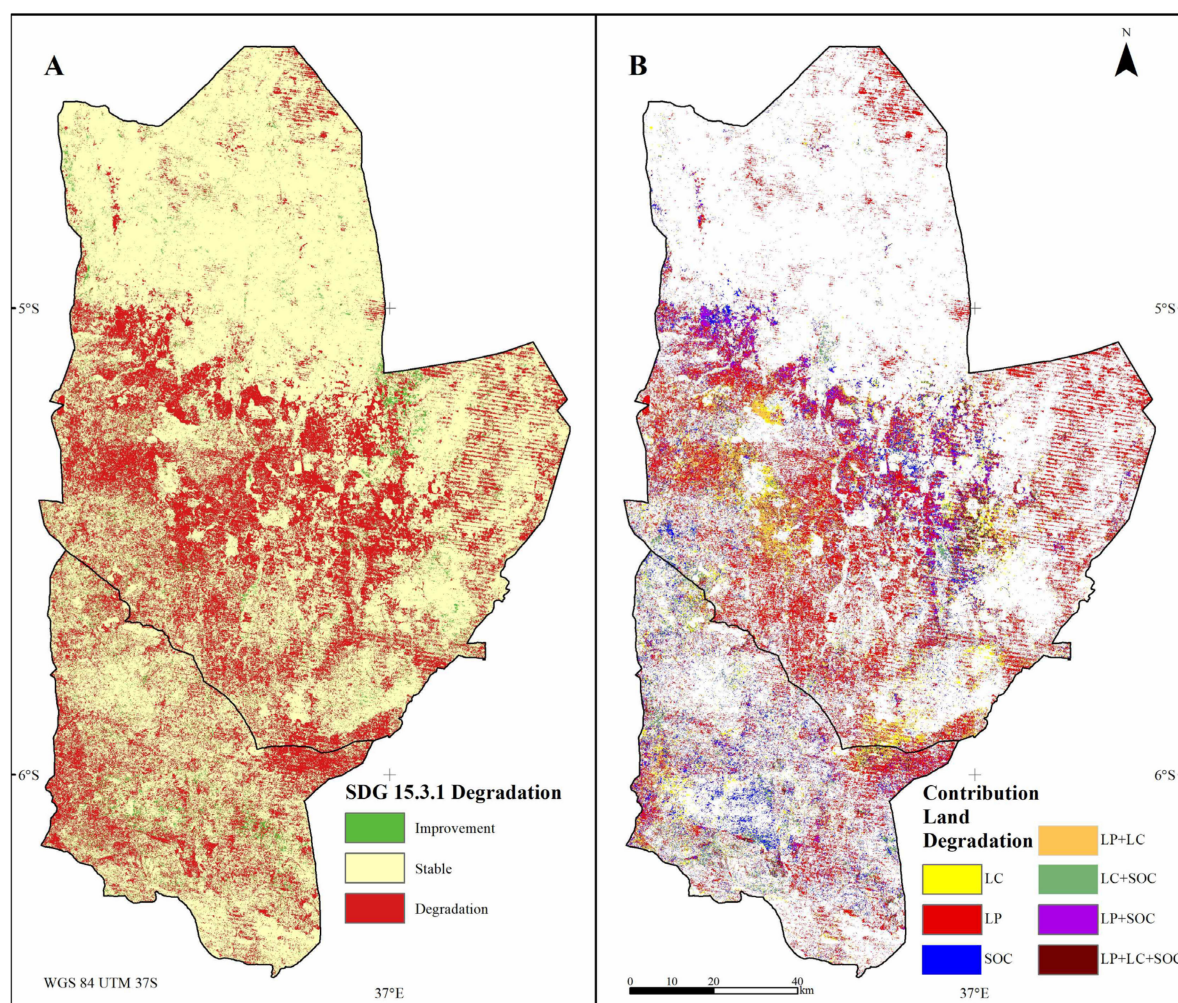 A
B
N
5°S
5°S
6°S
6°S
SDG 15.3.1 Degradation
Improvement
Stable
Degradation
WGS 84 UTM 37S
37°E
Contribution
Land
Degradation
LC
LP
SOC
LP+LC
LC+SOC
LP+SOC
LP+LC+SOC
0 10 20 40
km
37°E